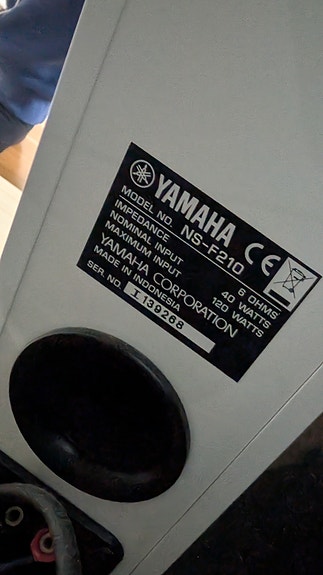 YAMAHA
MODEL NO. NS-F210
IMPEDANCE 6 OHMS
NOMINAL INPUT 40 WATTS
MAXIMUM INPUT 120 WATTS
YAMAHA CORPORATION
MADE IN INDONESIA
SER. NO. I139268
CE